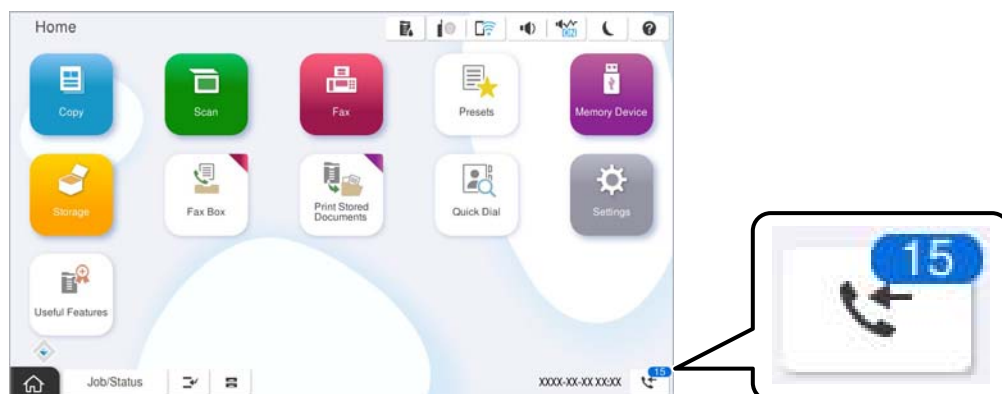 Home
Copy
Scan
Fax
Presets
Memory Device
Storage
Fax Box
Print Stored
Documents
Quick Dial
Settings
Useful Features
Job/Status
XXXX-XX-XX XX:XX
15
15